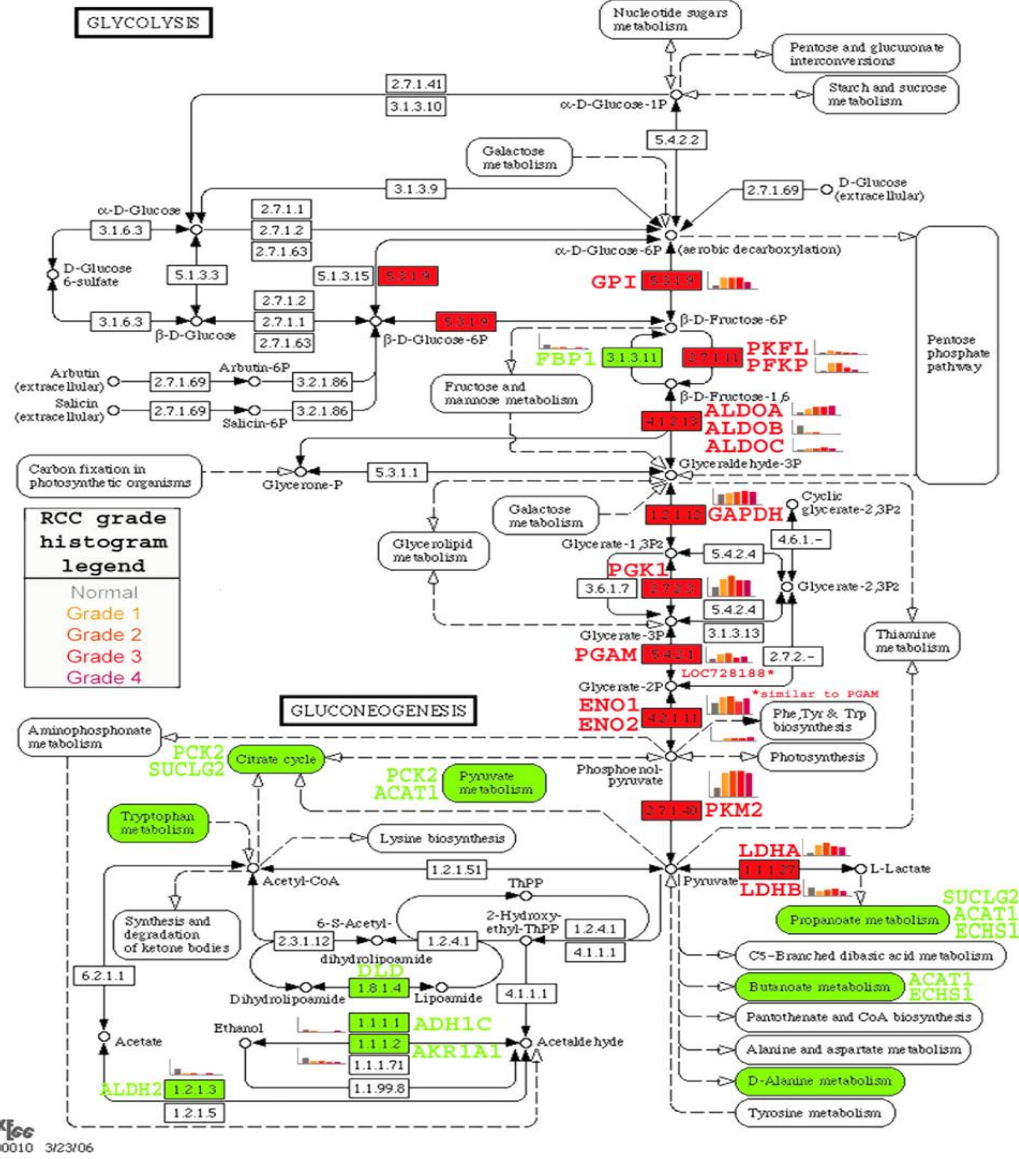 GLYCOLYSIS
Nucleotide sugars
metabolism
Pentose and glucuronate
interconversions
Starch and sucrose
metabolism
2.7.1.41
3.1.3.10
α-D-Glucose-1P
5.4.2.2
Galactose
metabolism
3.1.3.9
2.7.1.69
D-Glucose
(extracellular)
α-D-Glucose
3.1.6.3
2.7.1.1
2.7.1.2
2.7.1.63
α-D-Glucose-6P
(aerobic decarboxylation)
D-Glucose
6-sulfate
5.1.3.3
5.1.3.15
5.3.1.9
GPI
5.3.1.9
3.1.6.3
β-D-Glucose
2.7.1.2
2.7.1.1
2.7.1.63
β-D-Glucose-6P
5.3.1.9
β-D-Fructose-6P
FBP1
3.1.3.11
2.7.1.11
PKFL
PFKP
Pentose
phosphate
pathway
Arbutin
(extracellular)
2.7.1.69
Arbutin-6P
3.2.1.86
Salicin
(extracellular)
2.7.1.69
Salicin-6P
3.2.1.86
Fructose and
mannose metabolism
β-D-Fructose-1,6
4.1.2.13
ALDOA
ALDOB
ALDOC
Carbon fixation in
photosynthetic organisms
Glycerone-P
5.3.1.1
Glyceraldehyde-3P
RCC grade
histogram
legend
Normal
Grade 1
Grade 2
Grade 3
Grade 4
Galactose
metabolism
1.2.1.12
GAPDH
Cyclic
glycerate-2,3P2
4.6.1.-
Glycerolipid
metabolism
Glycerate-1,3P2
5.4.2.4
PGK1
3.6.1.7
2.7.2.3
Glycerate-2,3P2
5.4.2.4
3.1.3.13
Glycerate-3P
Thiamine
metabolism
PGAM
5.4.2.1
2.7.2.-
LOC728188*
Glycerate-2P
*similar to PGAM
GLUCONEOGENESIS
ENO1
ENO2
4.2.1.11
Phe,Tyr & Trp
biosynthesis
Aminophosphonate
metabolism
PCK2
SUCLG2
Citrate cycle
Photosynthesis
Phosphoenol-
pyruvate
PCK2
ACAT1
Pyruvate
metabolism
2.7.1.40
PKM2
Tryptophan
metabolism
Lysine biosynthesis
Acetyl-CoA
1.2.1.51
Pyruvate
LDHA
1.1.1.27
LDHB
L-Lactate
ThPP
SUCLG2
ACAT1
ECHS1
Propanoate metabolism
Synthesis and
degradation
of ketone bodies
6-S-Acetyl-
dihydrolipoamide
2.3.1.12
1.2.4.1
2-Hydroxy-
ethyl-ThPP
1.2.4.1
4.1.1.1
C5-Branched dibasic acid metabolism
6.2.1.1
DLD
Dihydrolipoamide
1.8.1.4
Lipoamide
4.1.1.1
Butanoate metabolism
ACAT1
ECHS1
Pantothenate and CoA biosynthesis
Ethanol
1.1.1.1
ADH1C
Acetate
1.1.1.2
AKR1A1
Acetaldehyde
Alanine and aspartate metabolism
1.1.1.71
ALDH2
1.2.1.3
1.1.99.8
D-Alanine metabolism
1.2.1.5
Tyrosine metabolism
00010 3/23/06